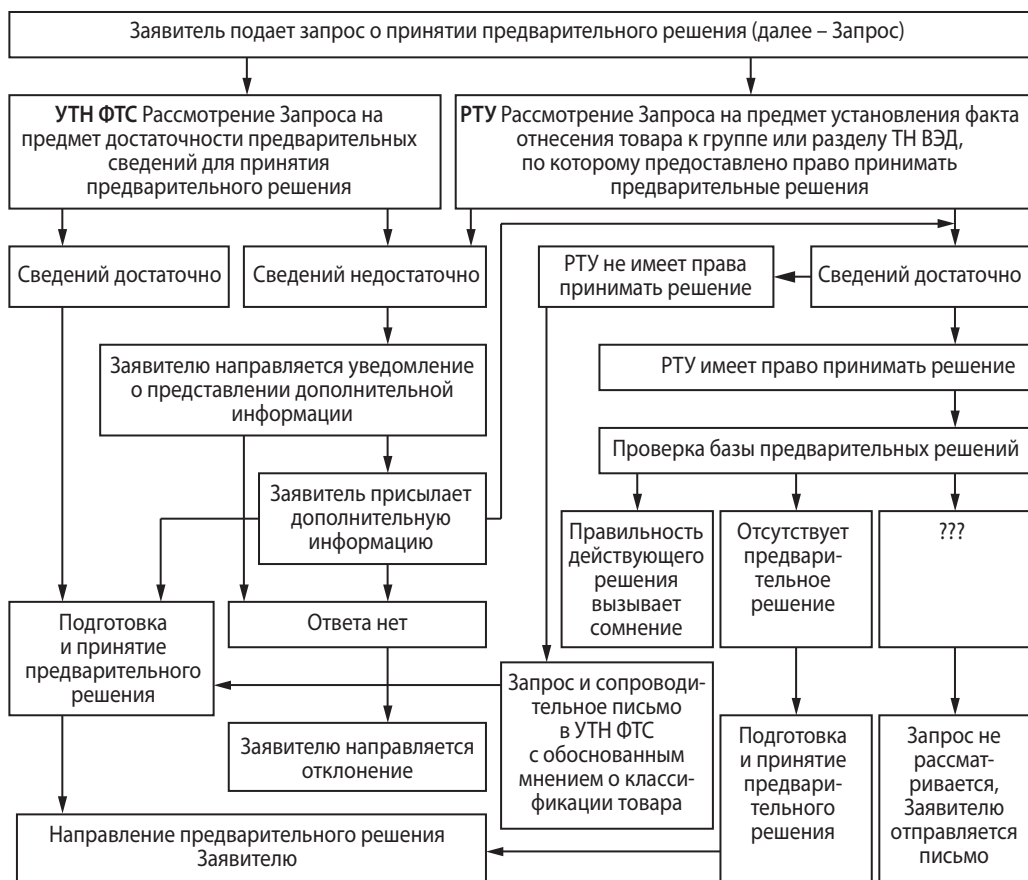 Заявитель подает запрос о принятии предварительного решения (далее – Запрос)
УТН ФТС Рассмотрение Запроса на
предмет достаточности предварительных
сведений для принятия
предварительного решения
РТУ Рассмотрение Запроса на предмет установления факта
отнесения товара к группе или разделу ТН ВЭД,
по которому предоставлено право принимать
предварительные решения
Сведений достаточно
Сведений недостаточно
РТУ не имеет права
принимать решение
Сведений достаточно
Заявителю направляется уведомление
о представлении дополнительной
информации
РТУ имеет право принимать решение
Проверка базы предварительных решений
Заявитель присылает
дополнительную
информацию
Правильность
действующего
решения
вызывает
сомнение
Отсутствует
предвари-
тельное
решение
???
Подготовка
и принятие
предварительного
решения
Ответа нет
Запрос и сопроводи-
тельное письмо
в УТН ФТС
с обоснованным
мнением о класси-
фикации товара
Заявителю направляется
отклонение
Подготовка
и принятие
предвари-
тельного
решения
Запрос не
рассмат-
ривается,
Заявителю
отправляется
письмо
Направление предварительного решения
Заявителю